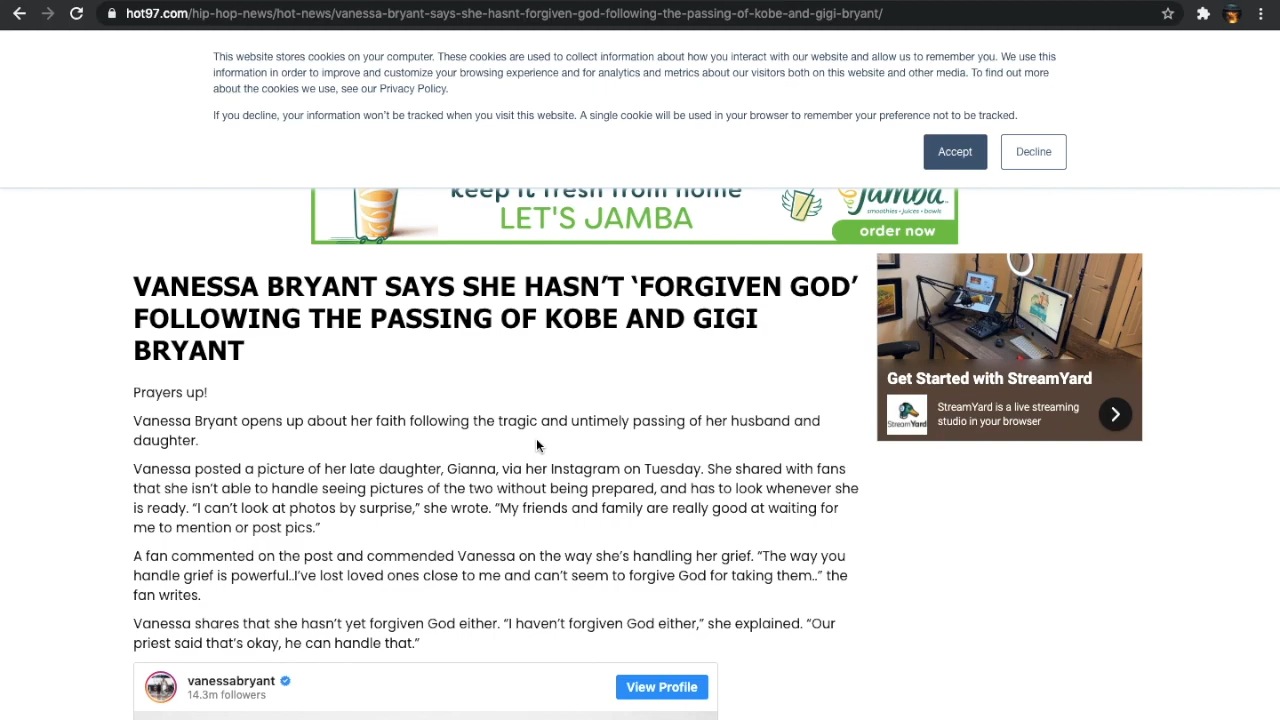 hot97.com/hip-hop-news/hot-news/vanessa-bryant-says-she-hasnt-forgiven-god-following-the-passing-of-kobe-and-gigi-bryant/
This website stores cookies on your computer. These cookies are used to collect information about how you interact with our website and allow us to remember you. We use this
information in order to improve and customize your browsing experience and for analytics and metrics about our visitors both on this website and other media. To find out more
about the cookies we use, see our Privacy Policy.
If you decline, your information won't be tracked when you visit this website. A single cookie will be used in your browser to remember your preference not to be tracked.
Accept
Decline
keep it fresh from home
LET'S JAMBA
Jamba
smoothies • juices • bowls
order now
VANESSA BRYANT SAYS SHE HASN'T ‘FORGIVEN GOD’
FOLLOWING THE PASSING OF KOBE AND GIGI
BRYANT
Prayers up!
Vanessa Bryant opens up about her faith following the tragic and untimely passing of her husband and
daughter.
Vanessa posted a picture of her late daughter, Gianna, via her Instagram on Tuesday. She shared with fans
that she isn't able to handle seeing pictures of the two without being prepared, and has to look whenever she
is ready. “I can't look at photos by surprise,” she wrote. “My friends and family are really good at waiting for
me to mention or post pics.”
A fan commented on the post and commended Vanessa on the way she's handling her grief. “The way you
handle grief is powerful..I've lost loved ones close to me and can't seem to forgive God for taking them..” the
fan writes.
Vanessa shares that she hasn't yet forgiven God either. “I haven't forgiven God either,” she explained. “Our
priest said that's okay, he can handle that.”
vanessabryant
14.3m followers
View Profile
Get Started with StreamYard
StreamYard
StreamYard is a live streaming
studio in your browser